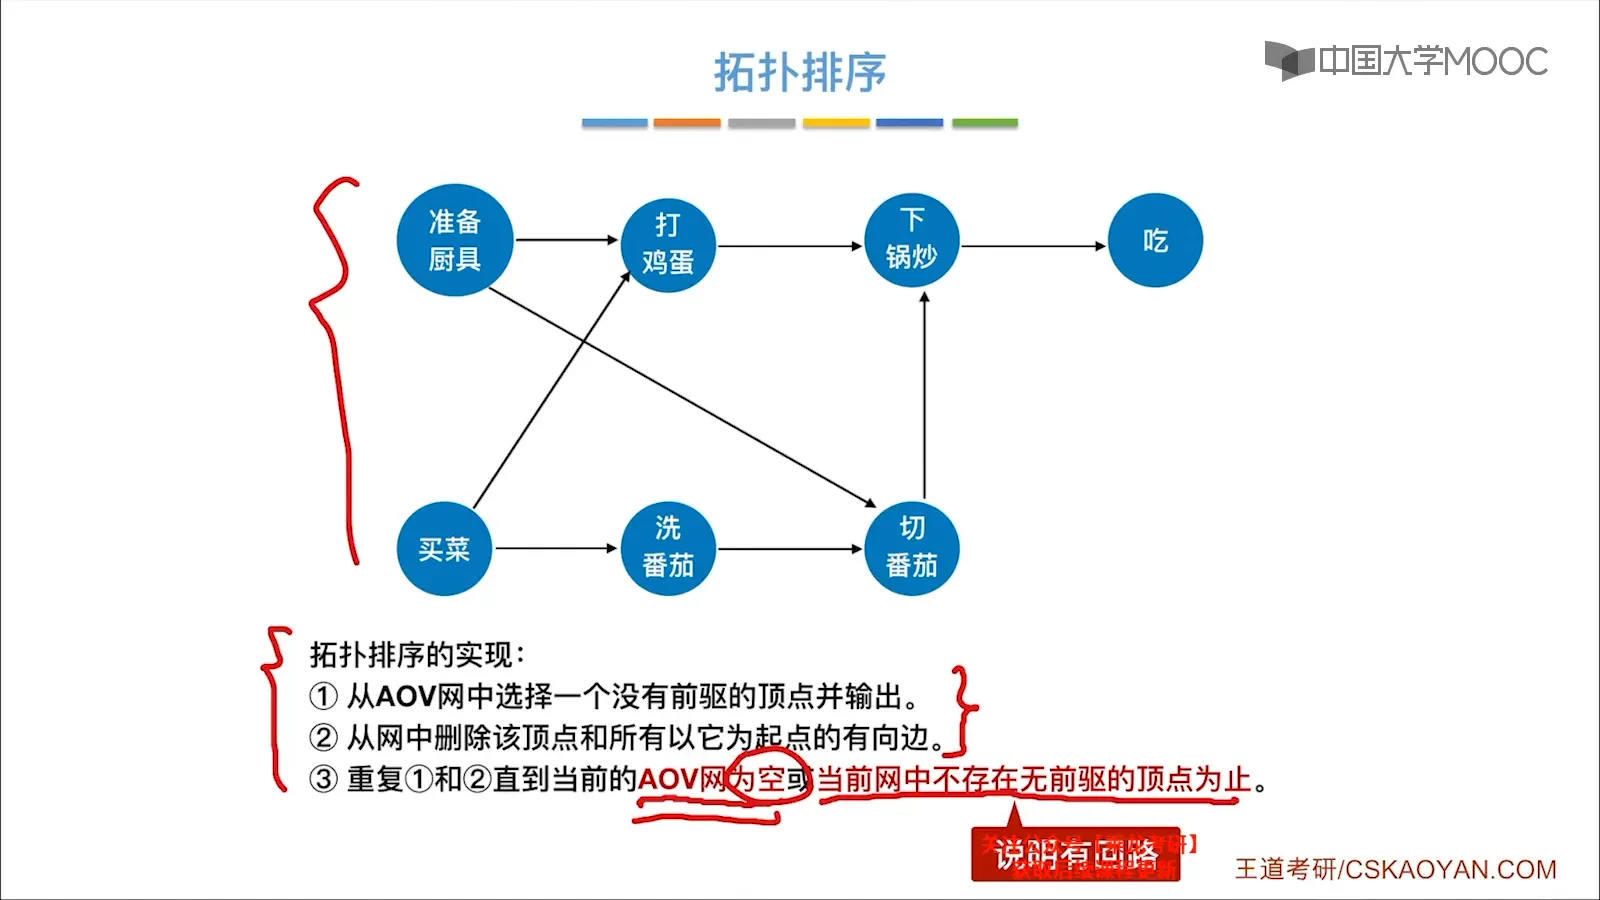 拓扑排序
中国大学MOOC
准备
厨具
打
鸡蛋
下
锅炒
吃
买菜
洗
番茄
切
番茄
拓扑排序的实现：
① 从AOV网中选择一个没有前驱的顶点并输出。
② 从网中删除该顶点和所有以它为起点的有向边。
③ 重复①和②直到当前的AOV网为空或当前网中不存在无前驱的顶点为止。
说明有回路
王道考研/CSKAOYAN.COM